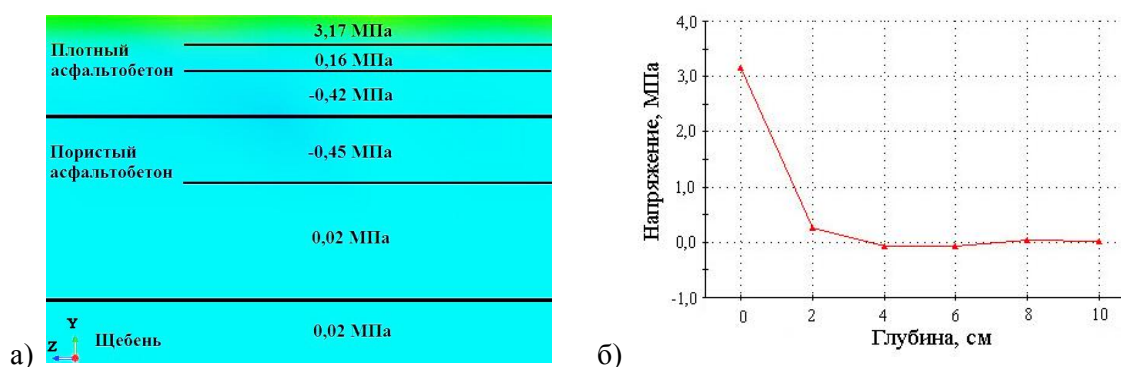 3,17 МПа
Плотный
асфальтобетон
0,16 МПа
-0,42 МПа
Пористый
асфальтобетон
-0,45 МПа
0,02 МПа
Y
Z
Щебень
0,02 МПа
а)
Напряжение, МПа
4,0
3,0
2,0
1,0
0,0
-1,0
0 2 4 6 8 10
Глубина, см
б)